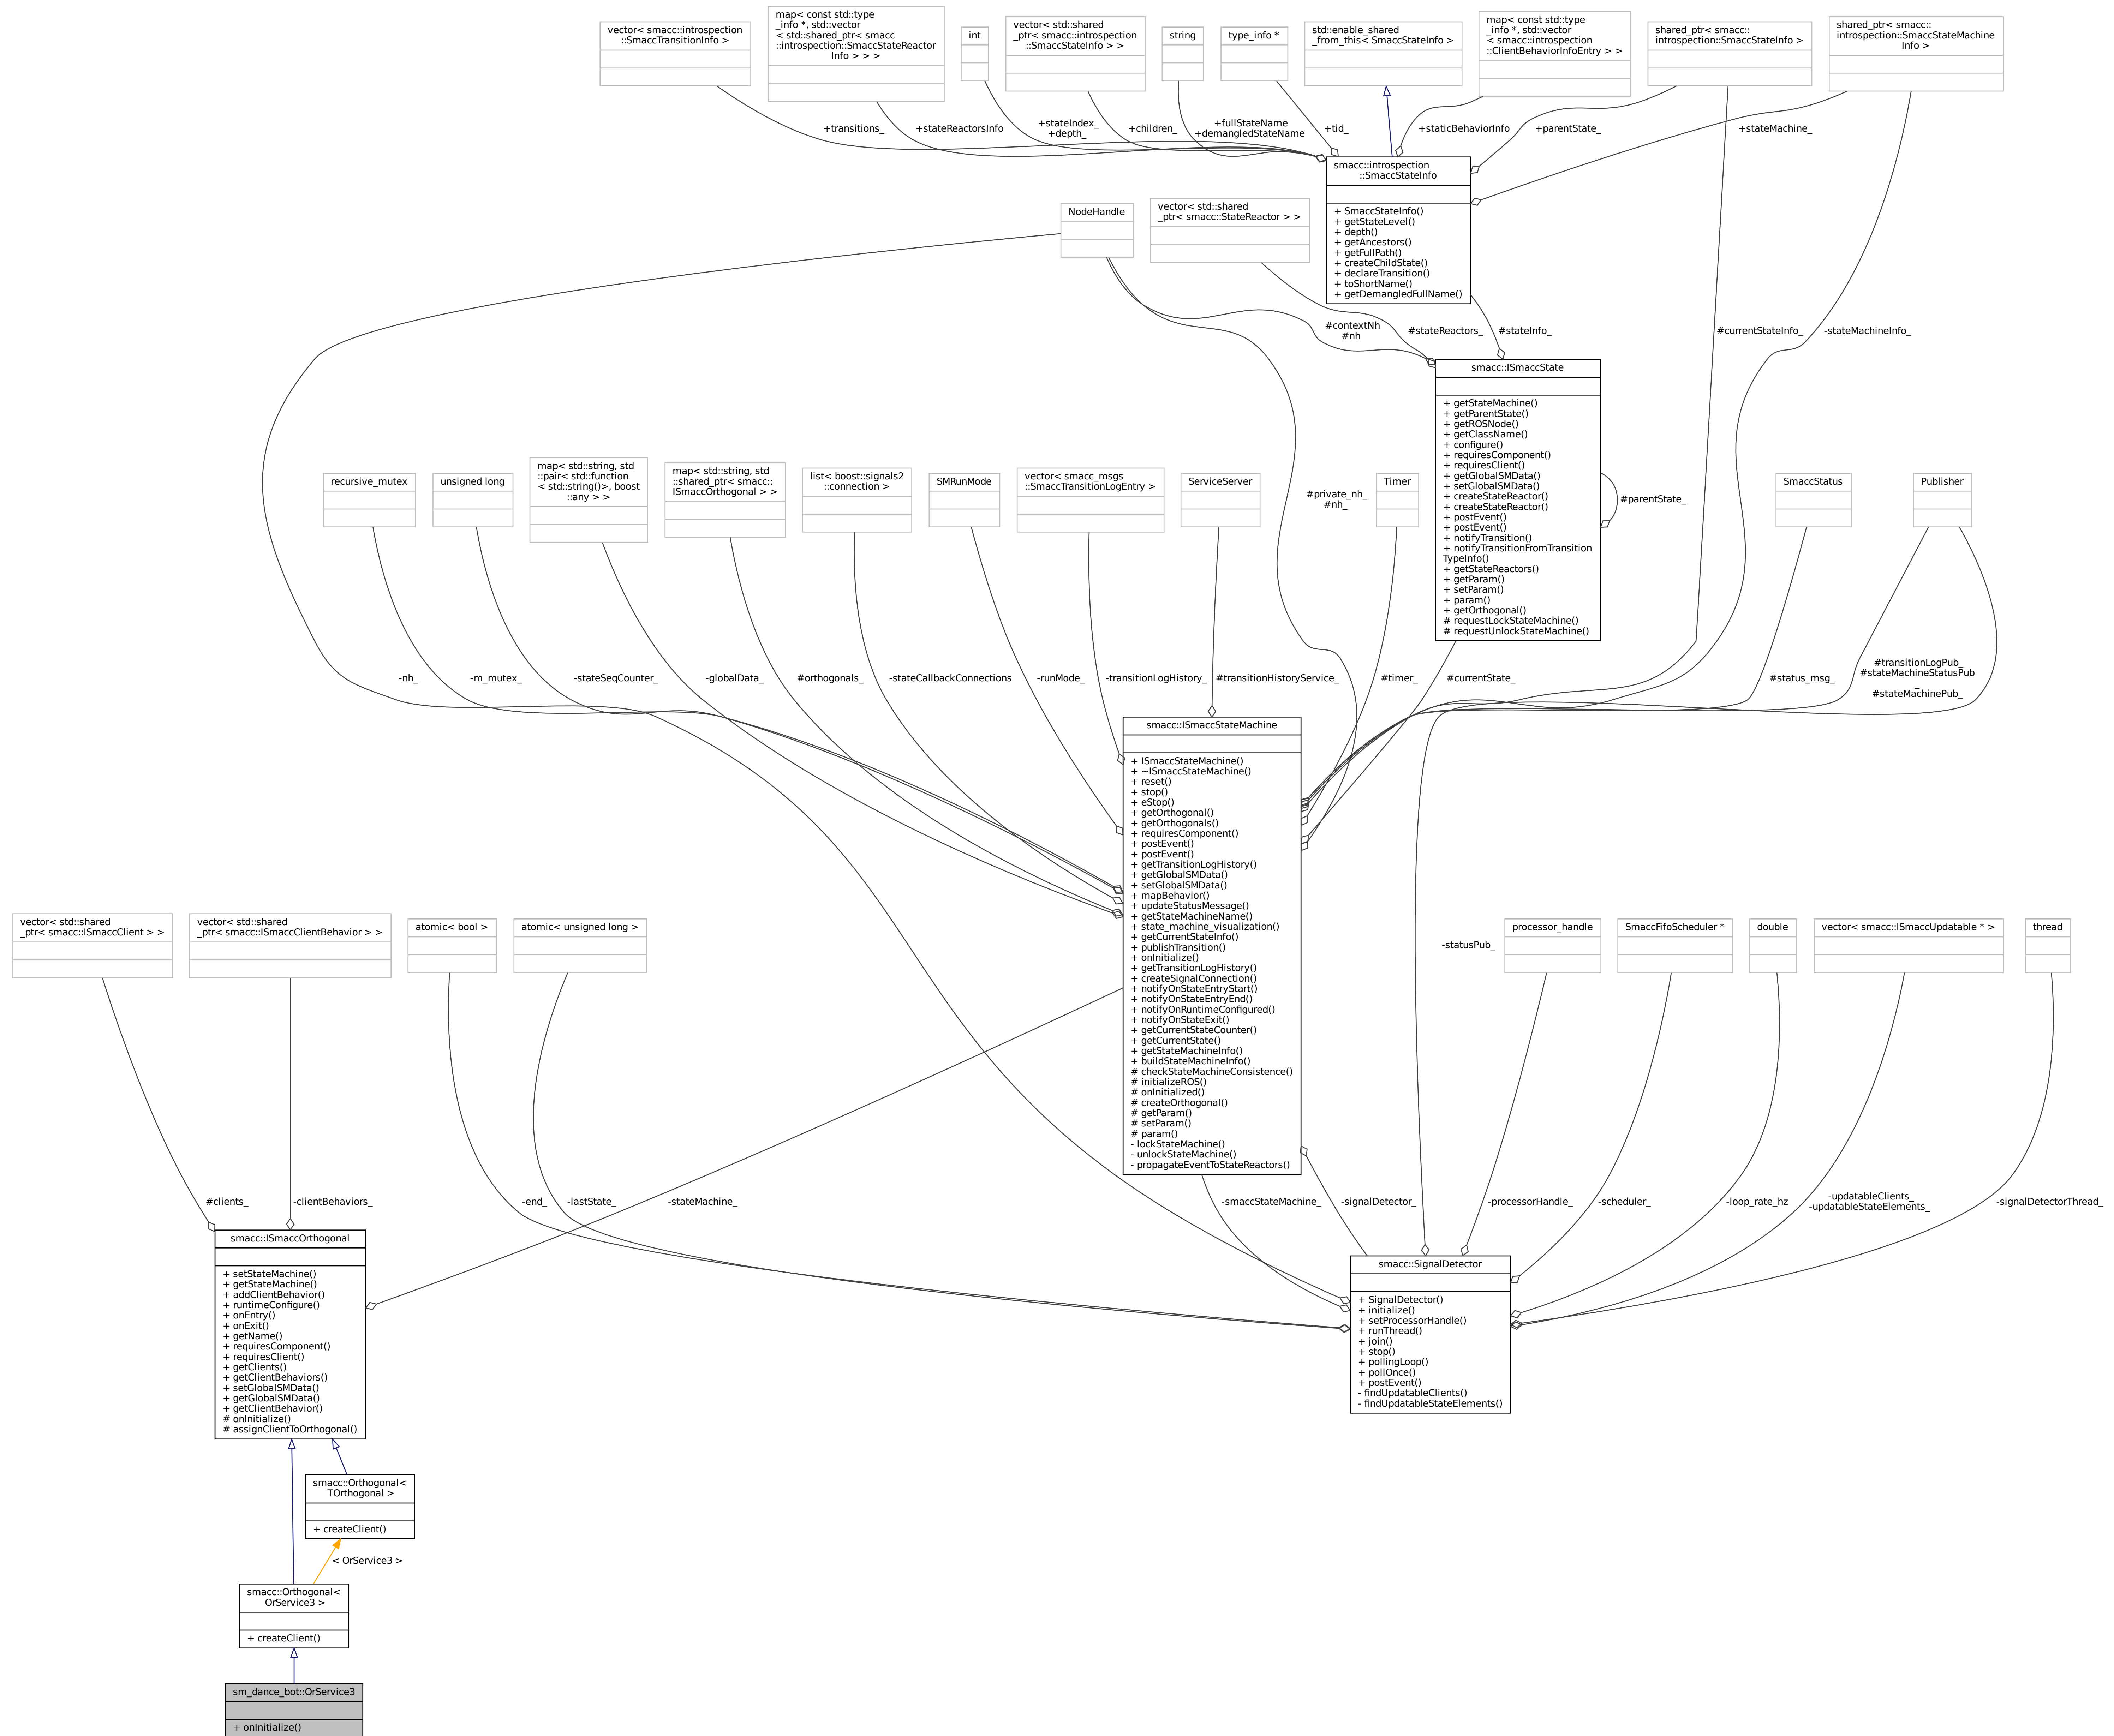 vector< smacc::introspection
::SmaccTransitionInfo >
map< const std::type
_info *, std::vector
< std::shared_ptr< smacc
::introspection::SmaccStateReactor
Info > > >
int
vector< std::shared
_ptr< smacc::introspection
::SmaccStateInfo > >
string
type_info *
std::enable_shared
_from_this< SmaccStateInfo >
map< const std::type
_info *, std::vector
< smacc::introspection
::ClientBehaviorInfoEntry > >
shared_ptr< smacc::
introspection::SmaccStateInfo >
shared_ptr< smacc::
introspection::SmaccStateMachine
Info >
+transitions_
+stateReactorsInfo
+stateIndex_
+depth_
+children_
+fullStateName
+demangledStateName
+tid_
+staticBehaviorInfo
+parentState_
+stateMachine_
smacc::introspection
::SmaccStateInfo
+ SmaccStateInfo()
+ getStateLevel()
+ depth()
+ getAncestors()
+ getFullPath()
+ createChildState()
+ declareTransition()
+ toShortName()
+ getDemangledFullName()
NodeHandle
vector< std::shared
_ptr< smacc::StateReactor > >
#contextNh
#nh
#stateReactors_
#stateInfo_
#currentStateInfo_
-stateMachineInfo_
smacc::ISmaccState
+ getStateMachine()
+ getParentState()
+ getROSNode()
+ getClassName()
+ configure()
+ requiresComponent()
+ requiresClient()
+ getGlobalSMData()
+ setGlobalSMData()
+ createStateReactor()
+ createStateReactor()
+ postEvent()
+ postEvent()
+ notifyTransition()
+ notifyTransitionFromTransition
TypeInfo()
+ getStateReactors()
+ getParam()
+ setParam()
+ param()
+ getOrthogonal()
# requestLockStateMachine()
# requestUnlockStateMachine()
#parentState_
recursive_mutex
unsigned long
map< std::string, std
::pair< std::function
< std::string()>, boost
::any > >
map< std::string, std
::shared_ptr< smacc::
ISmaccOrthogonal > >
list< boost::signals2
::connection >
SMRunMode
vector< smacc_msgs
::SmaccTransitionLogEntry >
ServiceServer
#private_nh_
#nh_
Timer
SmaccStatus
Publisher
-nh_
-m_mutex_
-stateSeqCounter_
-globalData_
#orthogonals_
-stateCallbackConnections
-runMode_
-transitionLogHistory_
#transitionHistoryService_
#timer_
#currentState_
#status_msg_
#transitionLogPub_
#stateMachineStatusPub
_
#stateMachinePub_
smacc::ISmaccStateMachine
+ ISmaccStateMachine()
+ ~ISmaccStateMachine()
+ reset()
+ stop()
+ eStop()
+ getOrthogonal()
+ getOrthogonals()
+ requiresComponent()
+ postEvent()
+ postEvent()
+ getTransitionLogHistory()
+ getGlobalSMData()
+ setGlobalSMData()
+ mapBehavior()
+ updateStatusMessage()
+ getStateMachineName()
+ state_machine_visualization()
+ getCurrentStateInfo()
+ publishTransition()
+ onInitialize()
+ getTransitionLogHistory()
+ createSignalConnection()
+ notifyOnStateEntryStart()
+ notifyOnStateEntryEnd()
+ notifyOnRuntimeConfigured()
+ notifyOnStateExit()
+ getCurrentStateCounter()
+ getCurrentState()
+ getStateMachineInfo()
+ buildStateMachineInfo()
# checkStateMachineConsistence()
# initializeROS()
# onInitialized()
# createOrthogonal()
# getParam()
# setParam()
# param()
- lockStateMachine()
- unlockStateMachine()
- propagateEventToStateReactors()
vector< std::shared
_ptr< smacc::ISmaccClient > >
vector< std::shared
_ptr< smacc::ISmaccClientBehavior > >
atomic< bool >
atomic< unsigned long >
-statusPub_
processor_handle
SmaccFifoScheduler *
double
vector< smacc::ISmaccUpdatable * >
thread
#clients_
-clientBehaviors_
-end_
-lastState_
-stateMachine_
-smaccStateMachine_
-signalDetector_
-processorHandle_
-scheduler_
-loop_rate_hz
-updatableClients_
-updatableStateElements_
-signalDetectorThread_
smacc::ISmaccOrthogonal
+ setStateMachine()
+ getStateMachine()
+ addClientBehavior()
+ runtimeConfigure()
+ onEntry()
+ onExit()
+ getName()
+ requiresComponent()
+ requiresClient()
+ getClients()
+ getClientBehaviors()
+ setGlobalSMData()
+ getGlobalSMData()
+ getClientBehavior()
# onInitialize()
# assignClientToOrthogonal()
smacc::SignalDetector
+ SignalDetector()
+ initialize()
+ setProcessorHandle()
+ runThread()
+ join()
+ stop()
+ pollingLoop()
+ pollOnce()
+ postEvent()
- findUpdatableClients()
- findUpdatableStateElements()
smacc::Orthogonal<
TOrthogonal >
+ createClient()
< OrService3 >
smacc::Orthogonal<
OrService3 >
+ createClient()
sm_dance_bot::OrService3
+ onInitialize()